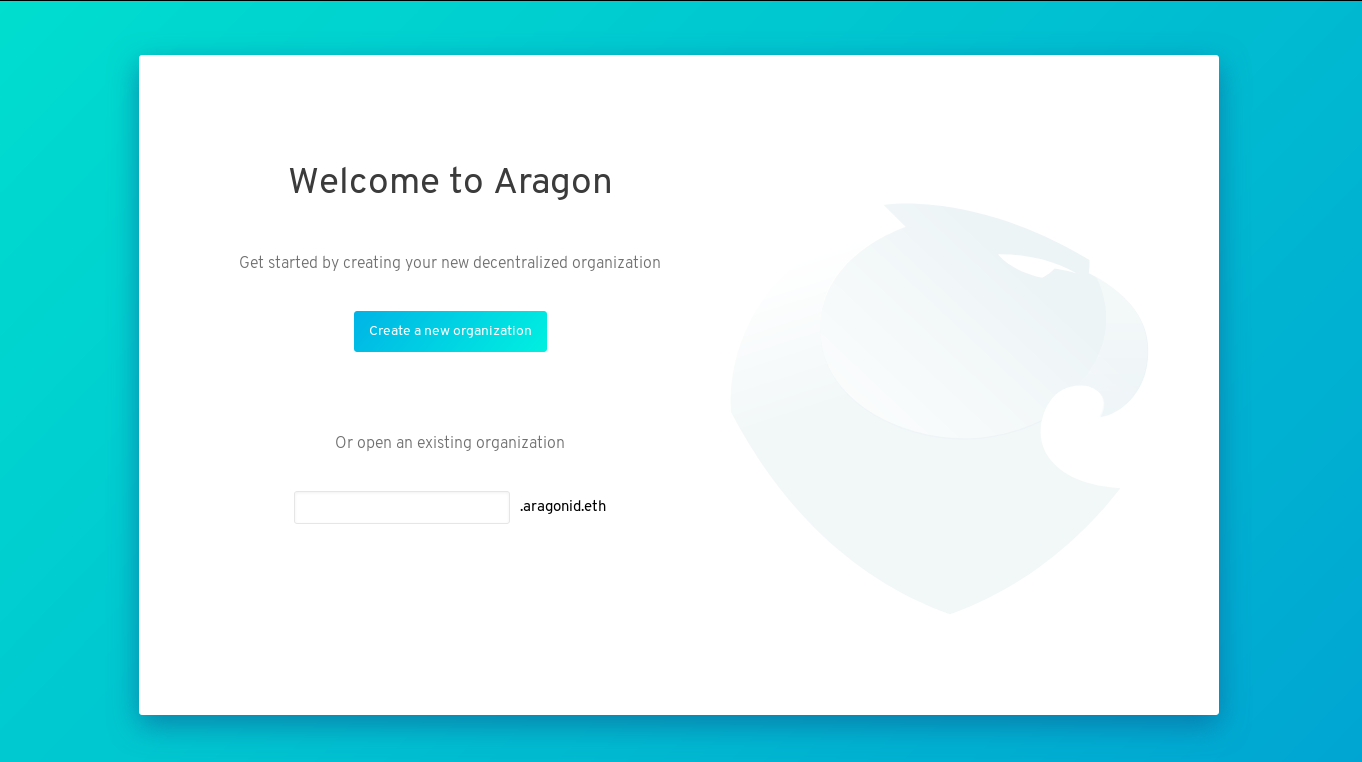 Welcome to Aragon
Get started by creating your new decentralized organization
Create a new organization
Or open an existing organization
.aragonid.eth